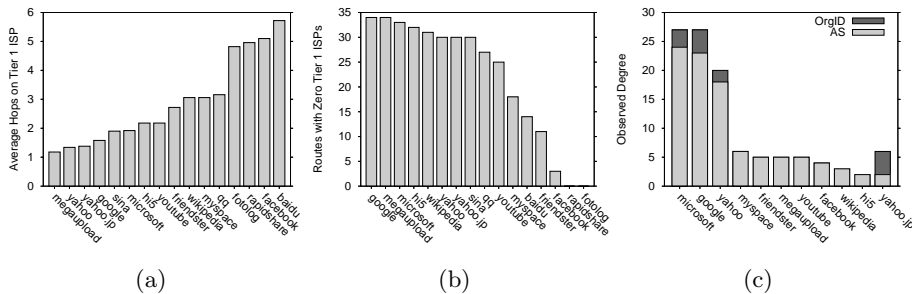 Average Hops on Tier 1 ISP
6
5
4
3
2
1
0
megaupload
yahoo
yahoo.jp
google
sina
microsoft
hi5
youtube
friendster
wikipedia
myspace
qq
fotolog
rapidshare
facebook
baidu
(a)
Routes with Zero Tier 1 ISPs
35
30
25
20
15
10
5
0
google
megaupload
microsoft
hi5
wikipedia
yahoo
yahoo.jp
sina
qq
youtube
myspace
baidu
friendster
facebook
rapidshare
fotolog
(b)
Observed Degree
30
25
20
15
10
5
0
OrgID
AS
microsoft
google
yahoo
myspace
friendster
megaupload
youtube
facebook
wikipedia
hi5
yahoo.jp
(c)